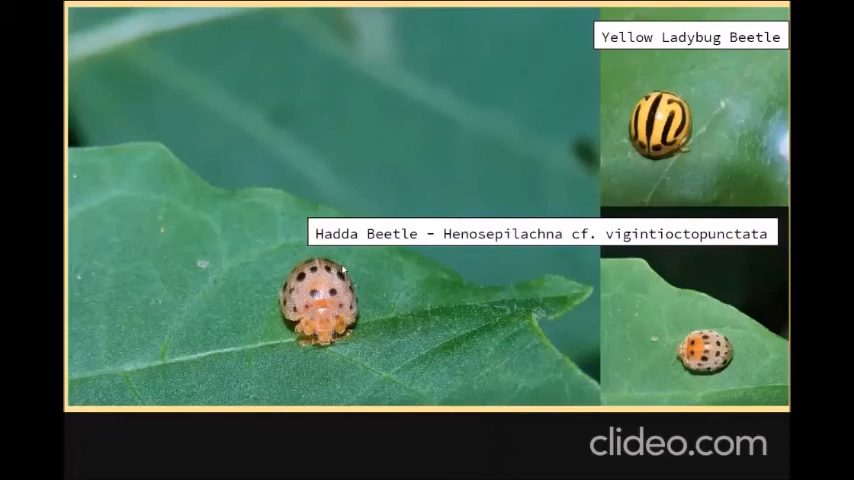 Yellow Ladybug Beetle
Hadda Beetle - Henosepilachna cf. vigintioctopunctata
clideo.com